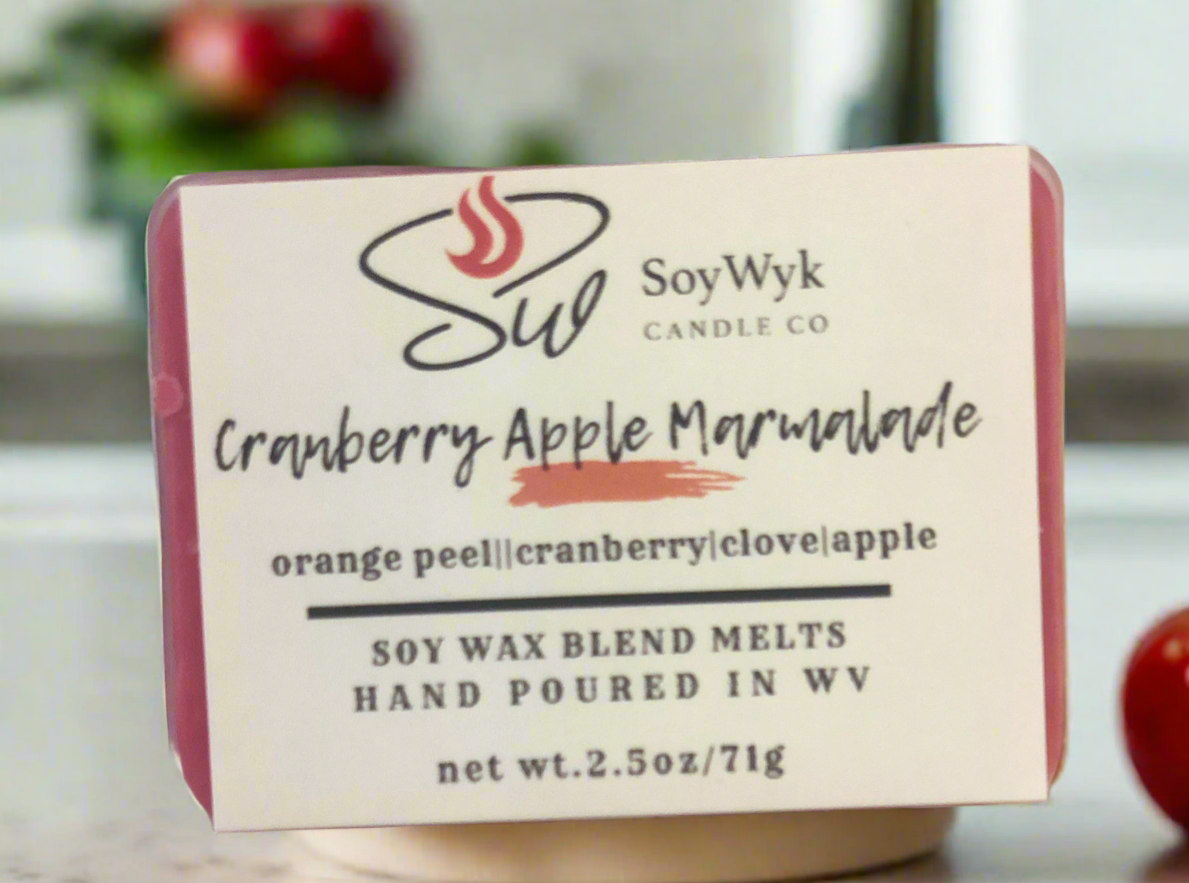 Sw
SoyWyk
CANDLE CO
Cranberry Apple Marmalade
orange peel||cranberry|clove|apple
SOY WAX BLEND MELTS
HAND POURED IN WV
net wt.2.5oz/71g